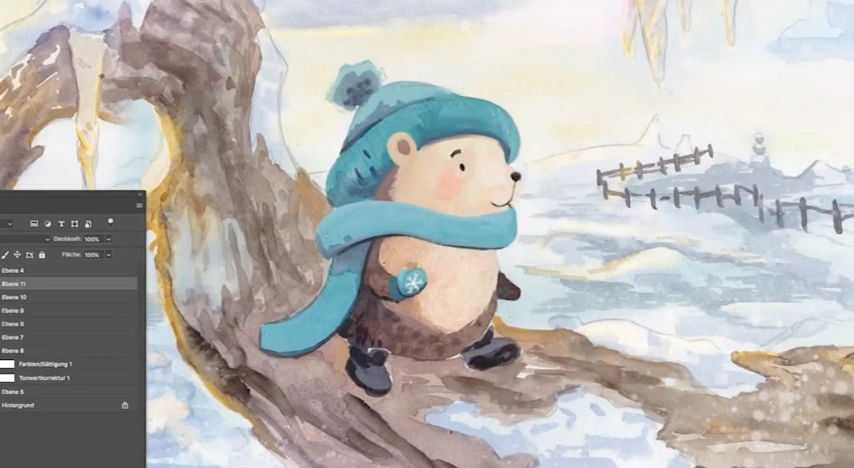 Deckkraft: 100%
Fläche: 100%
Ebene 4
Ebene 11
Ebene 10
Ebene 9
Ebene 8
Ebene 7
Ebene 6
Farbton/Sättigung 1
Tonwertkorrektur 1
Ebene 5
Hintergrund